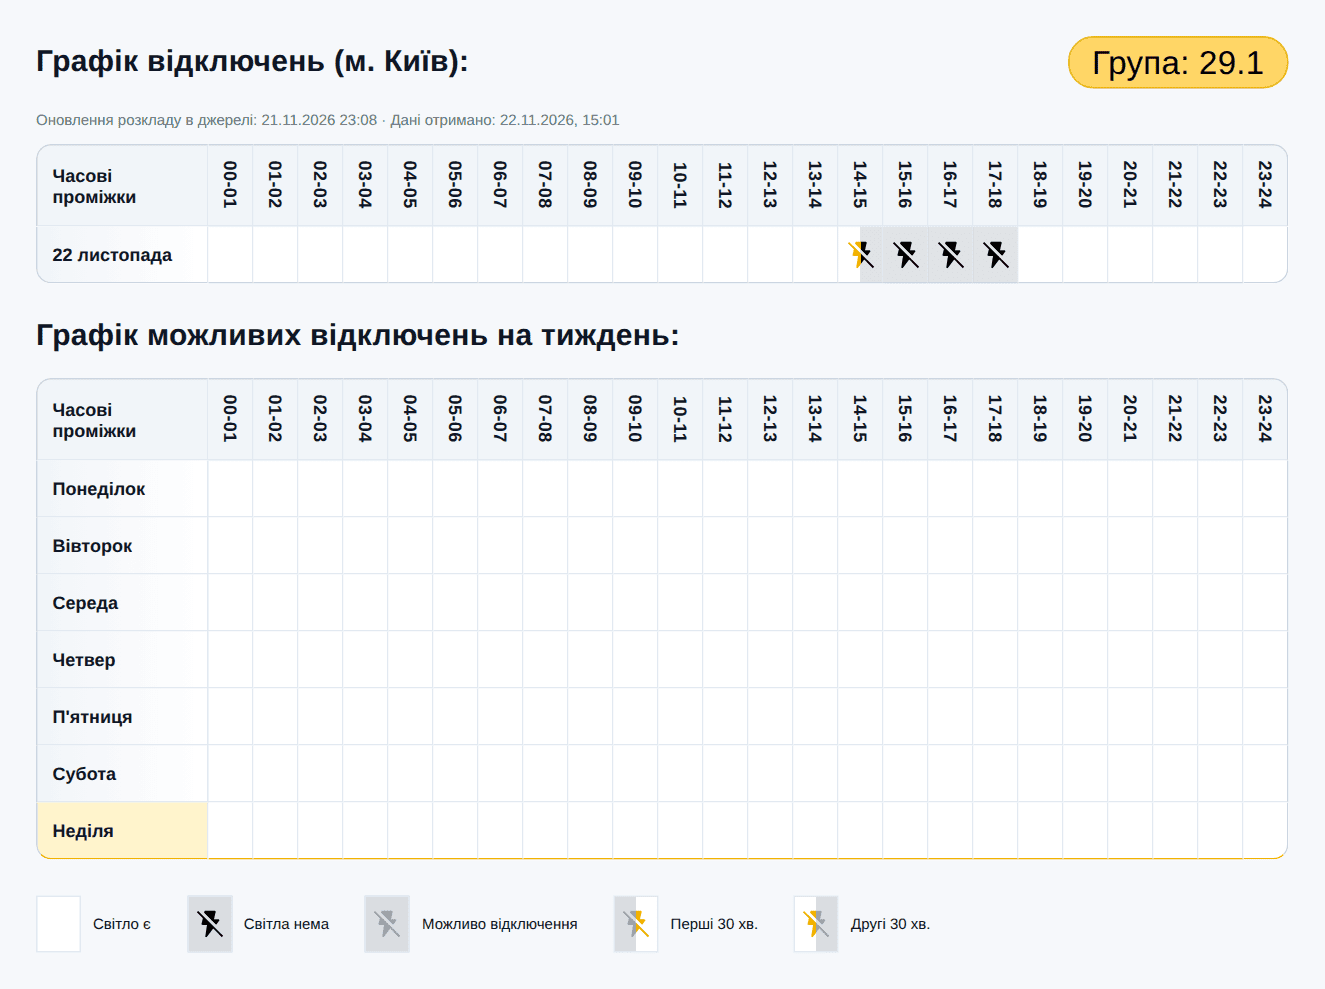 Графік відключень (м. Київ):
Група: 29.1
Оновлення розкладу в джерелі: 21.11.2026 23:08 · Дані отримано: 22.11.2026, 15:01
Часові проміжки 00-01 01-02 02-03 03-04 04-05 05-06 06-07 07-08 08-09 09-10 10-11 11-12 12-13 13-14 14-15 15-16 16-17 17-18 18-19 19-20 20-21 21-22 22-23 23-24
22 листопада
Графік можливих відключень на тиждень:
Часові проміжки 00-01 01-02 02-03 03-04 04-05 05-06 06-07 07-08 08-09 09-10 10-11 11-12 12-13 13-14 14-15 15-16 16-17 17-18 18-19 19-20 20-21 21-22 22-23 23-24
Понеділок
Вівторок
Середа
Четвер
П'ятниця
Субота
Неділя
Світло є Світла нема Можливо відключення Перші 30 хв. Другі 30 хв.